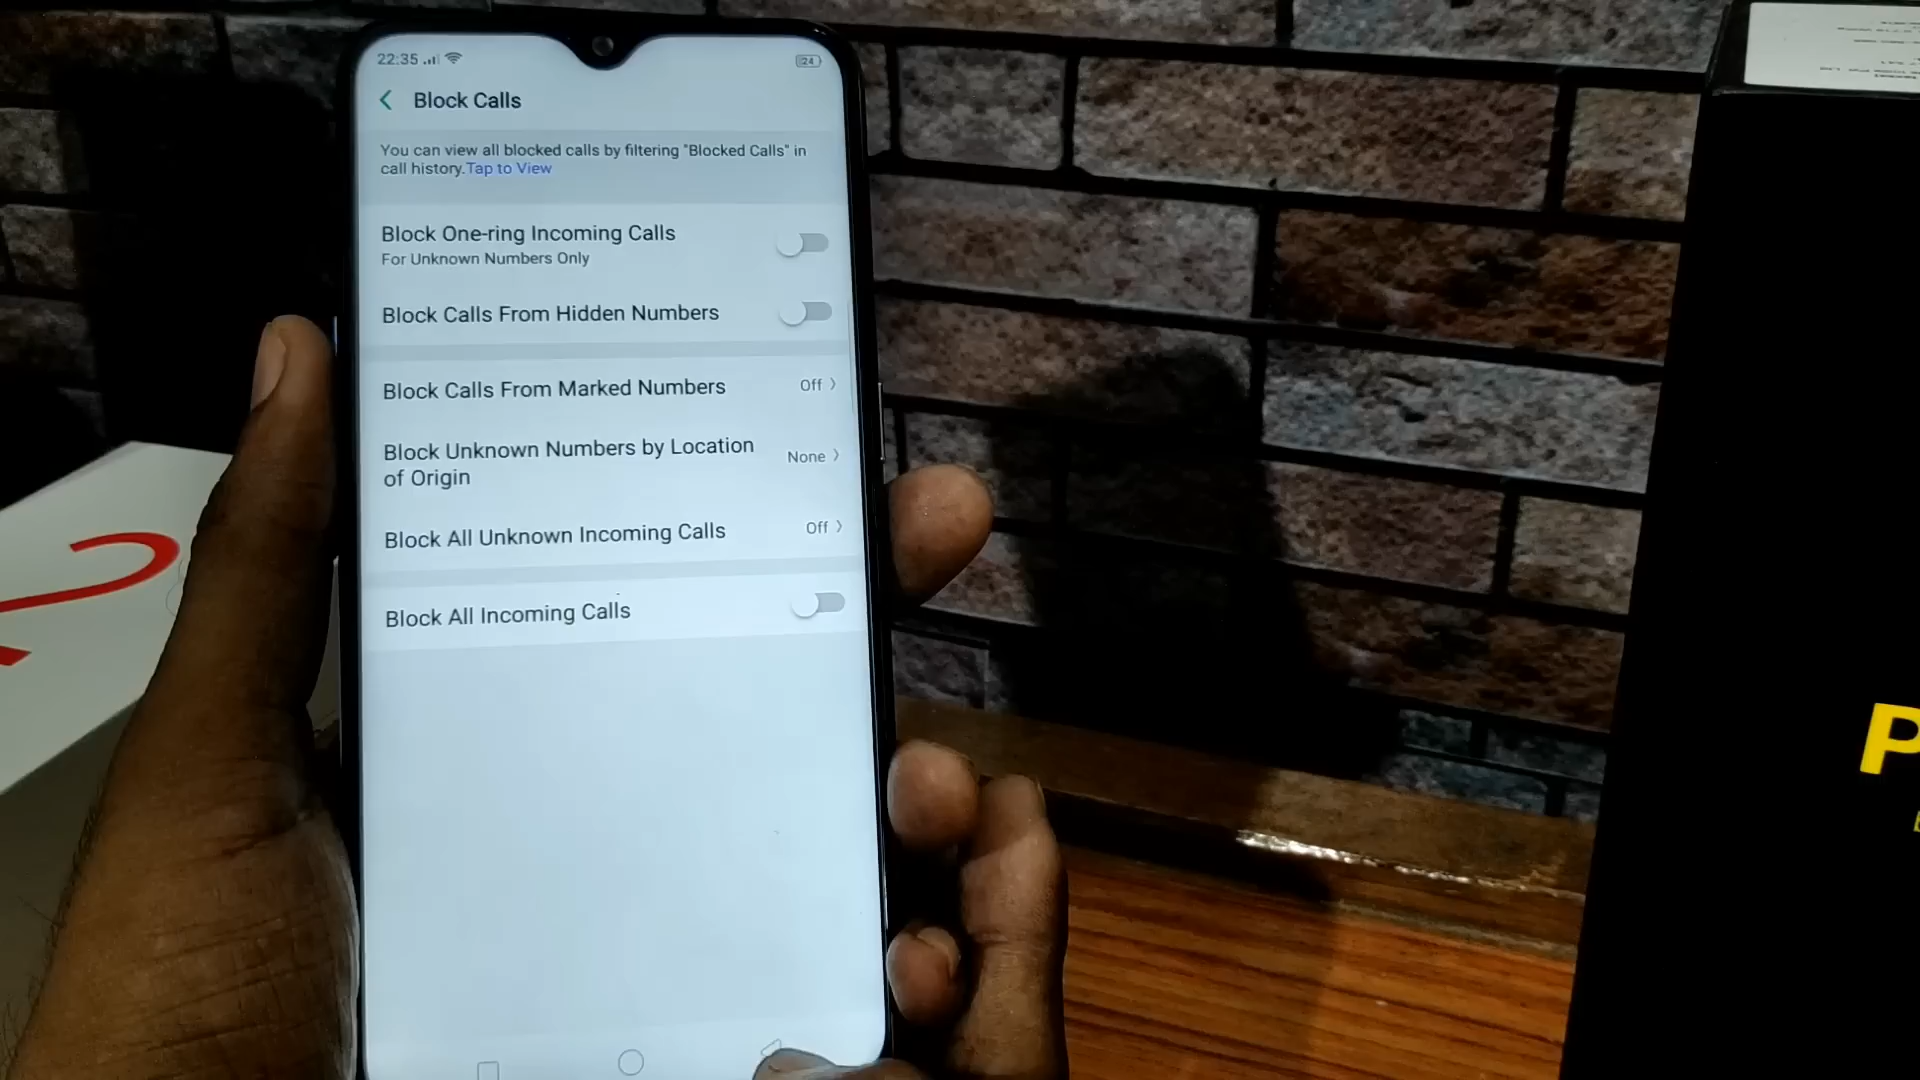 22:35
24
Block Calls
You can view all blocked calls by filtering "Blocked Calls" in
call history.Tap to View
Block One-ring Incoming Calls
For Unknown Numbers Only
Block Calls From Hidden Numbers
Block Calls From Marked Numbers
Off
Block Unknown Numbers by Location
of Origin
None
Block All Unknown Incoming Calls
Off
Block All Incoming Calls
2
P